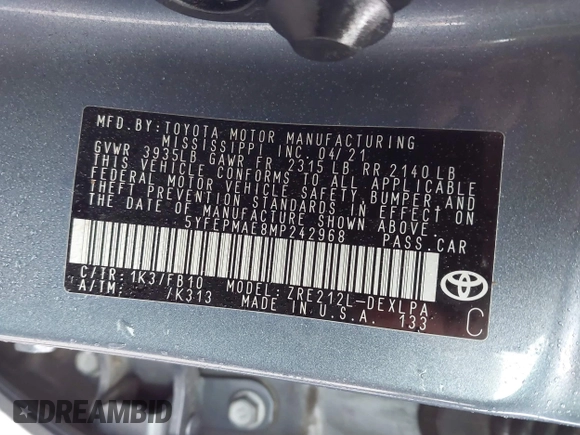 MFD.BY:TOYOTA MOTOR MANUFACTURING
MISSISSIPPI, INC. 04/21
GVWR 3935LB GAWR FR 2315 LB RR 2140 LB
THIS VEHICLE CONFORMS TO ALL APPLICABLE
FEDERAL MOTOR VEHICLE SAFETY, BUMPER, AND
THEFT PREVENTION STANDARDS IN EFFECT ON
THE DATE OF MANUFACTURE SHOWN ABOVE.
5YFEPMAE8MP242968 PASS.CAR
C/TR: 1K3/FB10 MODEL: ZRE212L-DEXLPA
A/TM: /K313 MADE IN U.S.A. 133
C
DREAMBID